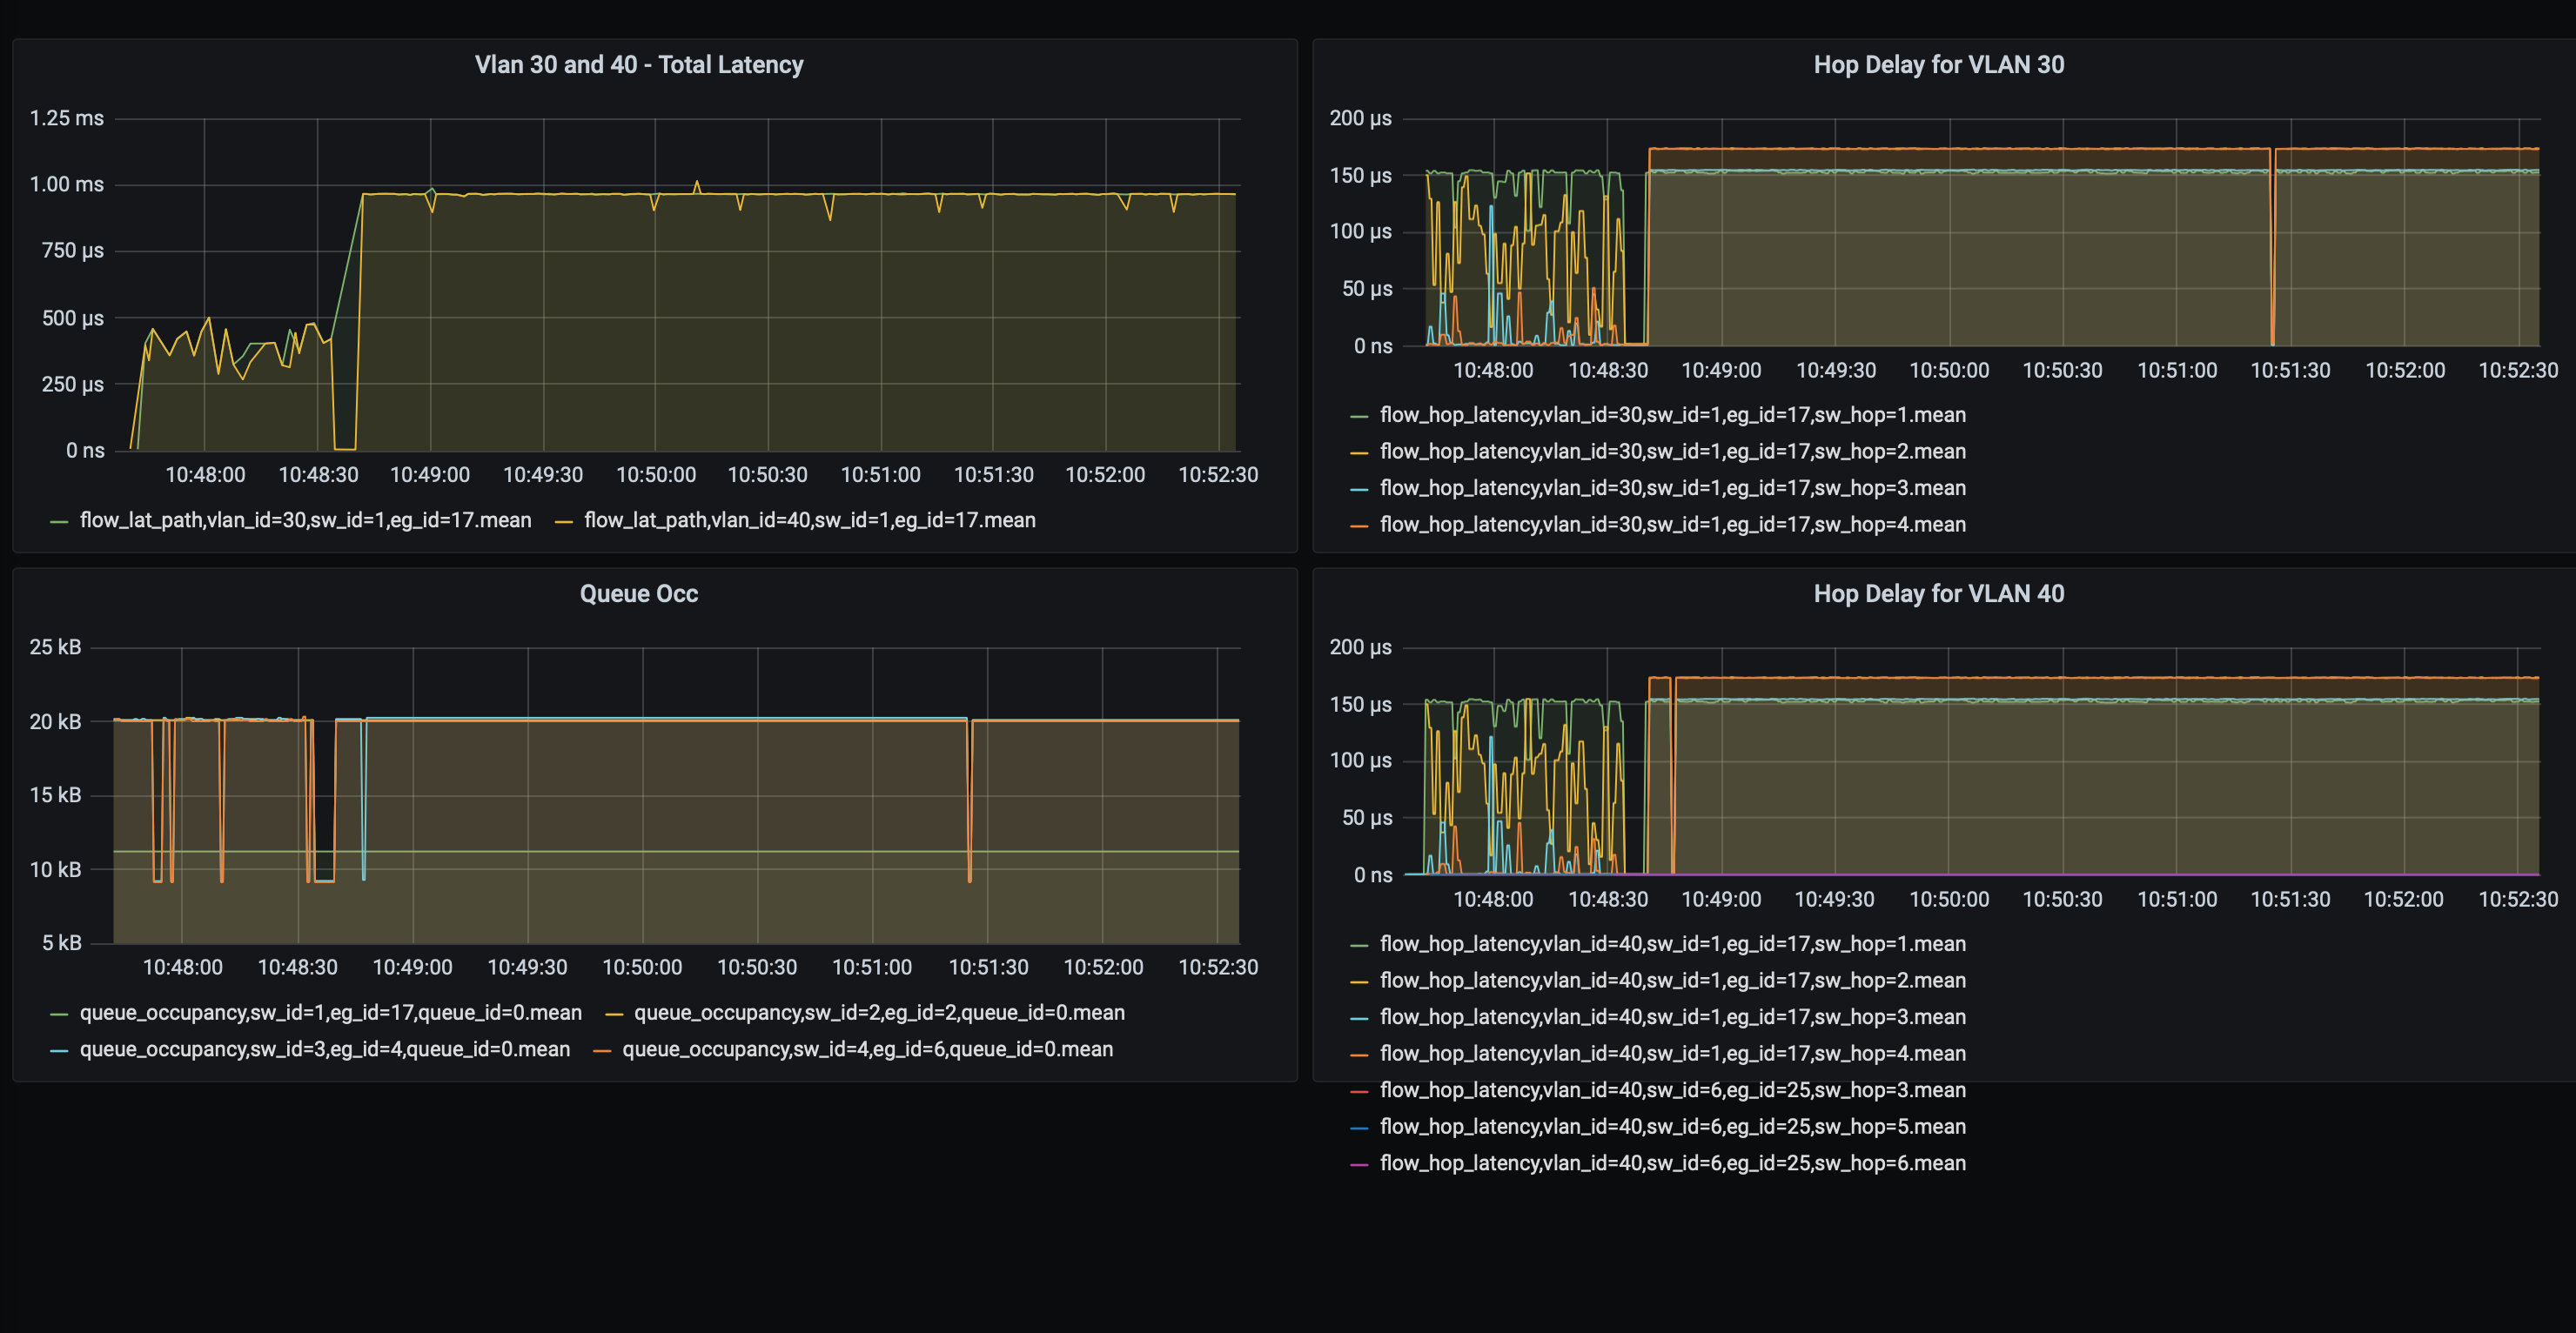 Vlan 30 and 40 - Total Latency
1.25 ms
1.00 ms
750 µs
500 µs
250 µs
0 ns
10:48:00 10:48:30 10:49:00 10:49:30 10:50:00 10:50:30 10:51:00 10:51:30 10:52:00 10:52:30
flow_lat_path,vlan_id=30,sw_id=1,eg_id=17.mean flow_lat_path,vlan_id=40,sw_id=1,eg_id=17.mean
Hop Delay for VLAN 30
200 µs
150 µs
100 µs
50 µs
0 ns
10:48:00 10:48:30 10:49:00 10:49:30 10:50:00 10:50:30 10:51:00 10:51:30 10:52:00 10:52:30
flow_hop_latency,vlan_id=30,sw_id=1,eg_id=17,sw_hop=1.mean
flow_hop_latency,vlan_id=30,sw_id=1,eg_id=17,sw_hop=2.mean
flow_hop_latency,vlan_id=30,sw_id=1,eg_id=17,sw_hop=3.mean
flow_hop_latency,vlan_id=30,sw_id=1,eg_id=17,sw_hop=4.mean
Queue Occ
25 kB
20 kB
15 kB
10 kB
5 kB
10:48:00 10:48:30 10:49:00 10:49:30 10:50:00 10:50:30 10:51:00 10:51:30 10:52:00 10:52:30
queue_occupancy,sw_id=1,eg_id=17,queue_id=0.mean queue_occupancy,sw_id=2,eg_id=2,queue_id=0.mean
queue_occupancy,sw_id=3,eg_id=4,queue_id=0.mean queue_occupancy,sw_id=4,eg_id=6,queue_id=0.mean
Hop Delay for VLAN 40
200 µs
150 µs
100 µs
50 µs
0 ns
10:48:00 10:48:30 10:49:00 10:49:30 10:50:00 10:50:30 10:51:00 10:51:30 10:52:00 10:52:30
flow_hop_latency,vlan_id=40,sw_id=1,eg_id=17,sw_hop=1.mean
flow_hop_latency,vlan_id=40,sw_id=1,eg_id=17,sw_hop=2.mean
flow_hop_latency,vlan_id=40,sw_id=1,eg_id=17,sw_hop=3.mean
flow_hop_latency,vlan_id=40,sw_id=1,eg_id=17,sw_hop=4.mean
flow_hop_latency,vlan_id=40,sw_id=6,eg_id=25,sw_hop=3.mean
flow_hop_latency,vlan_id=40,sw_id=6,eg_id=25,sw_hop=5.mean
flow_hop_latency,vlan_id=40,sw_id=6,eg_id=25,sw_hop=6.mean